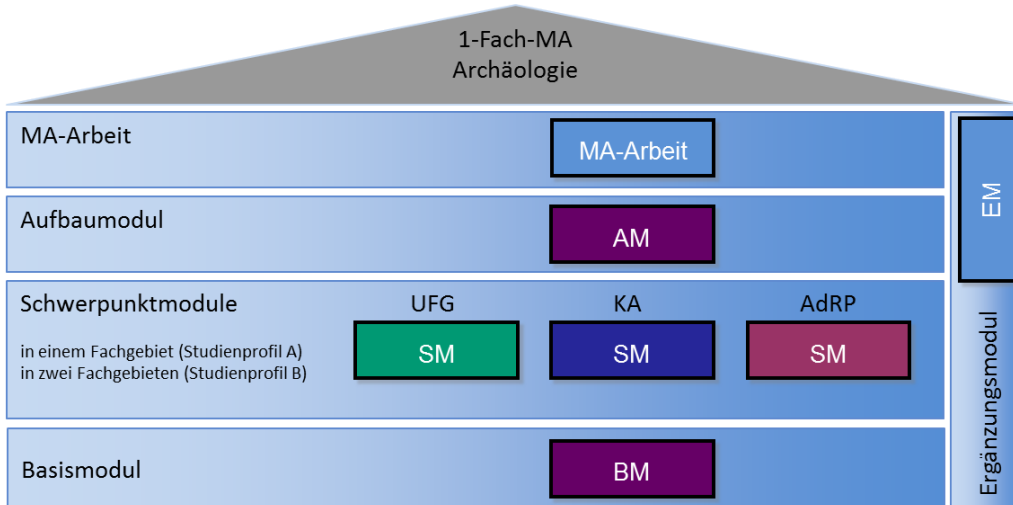 1-Fach-MA
Archäologie
MA-Arbeit
MA-Arbeit
Aufbaumodul
AM
Schwerpunktmodule
UFG
KA
AdRP
in einem Fachgebiet (Studienprofil A)
in zwei Fachgebieten (Studienprofil B)
SM
SM
SM
Basismodul
BM
EM
Ergänzungsmodul